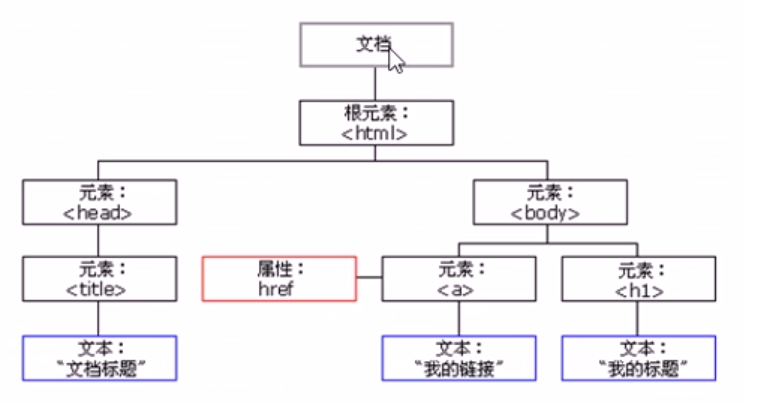 文档
根元素：
<html>
元素：
<head>
元素：
<body>
元素：
<title>
属性：
href
元素：
<a>
元素：
<h1>
文本：
“文档标题”
文本：
“我的链接”
文本：
“我的标题”